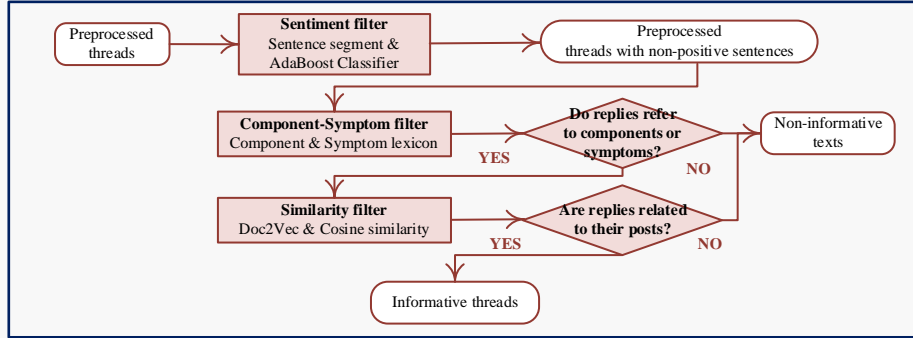 Preprocessed
threads
Sentiment filter
Sentence segment &
AdaBoost Classifier
Preprocessed
threads with non-positive sentences
Component-Symptom filter
Component & Symptom lexicon
YES
Do replies refer
to components or
symptoms?
NO
Non-informative
texts
Similarity filter
Doc2Vec & Cosine similarity
YES
Are replies related
to their posts?
NO
Informative threads